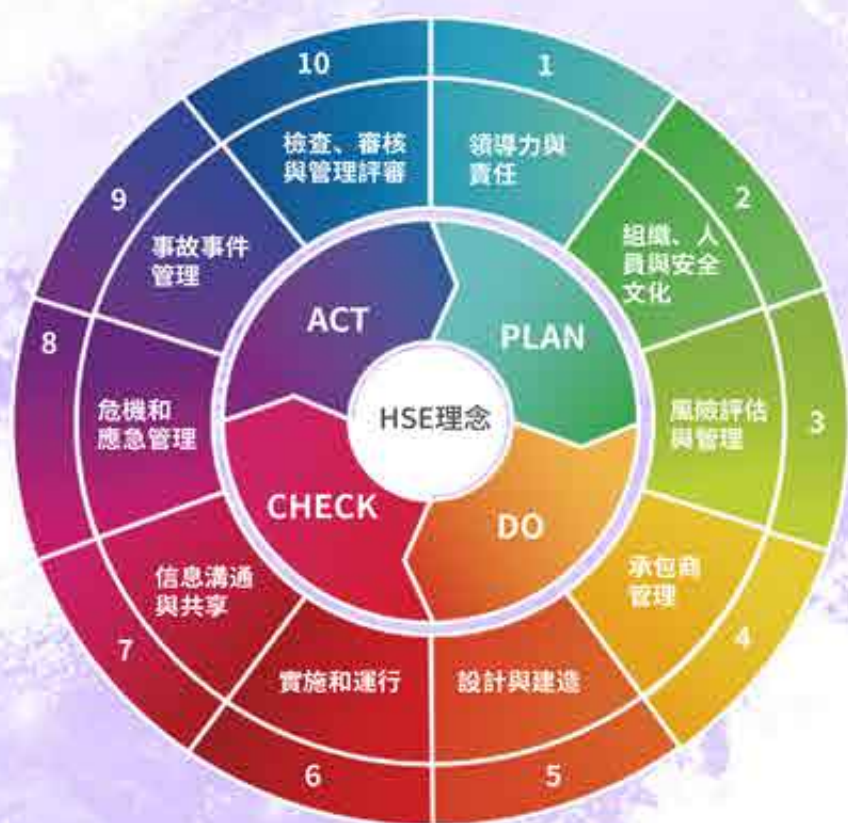 10
檢查、審核
與管理評審
1
領導力與
責任
2
組織、人
員與安全
文化
3
風險評估
與管理
4
承包商
管理
5
設計與建造
6
實施和運行
7
信息溝通
與共享
8
危機和
應急管理
9
事故事件
管理
ACT
PLAN
HSE理念
CHECK
DO